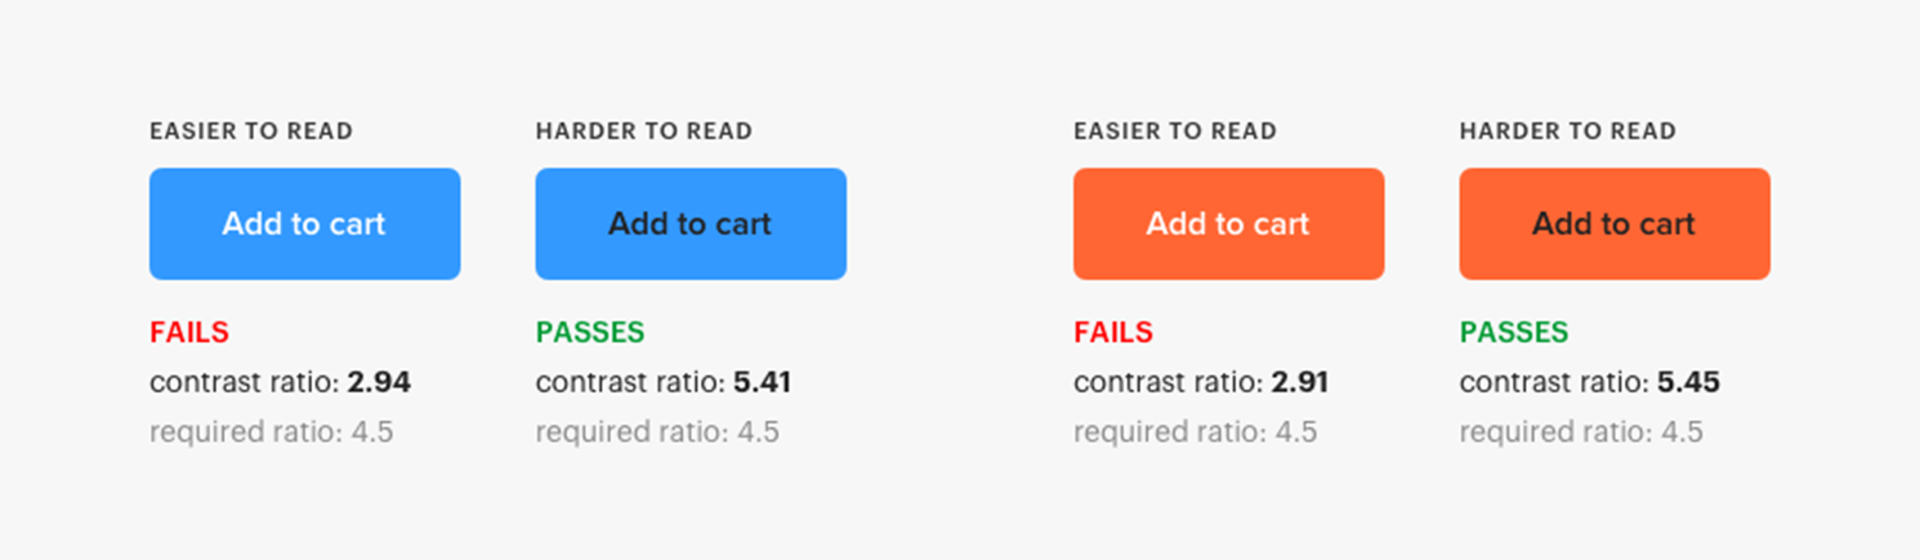 EASIER TO READ
Add to cart
FAILS
contrast ratio: 2.94
required ratio: 4.5
HARDER TO READ
Add to cart
PASSES
contrast ratio: 5.41
required ratio: 4.5
EASIER TO READ
Add to cart
FAILS
contrast ratio: 2.91
required ratio: 4.5
HARDER TO READ
Add to cart
PASSES
contrast ratio: 5.45
required ratio: 4.5